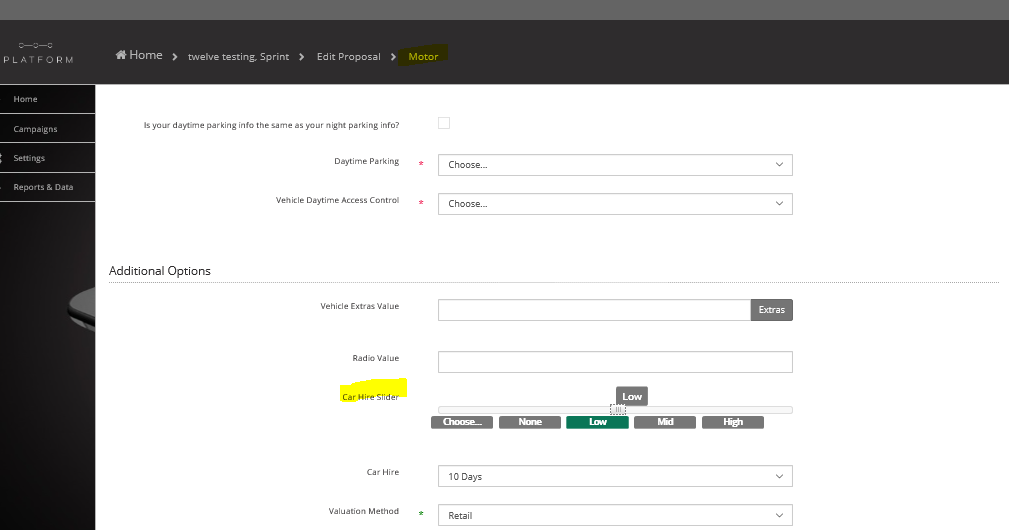 PLATFORM
Home twelve testing, Sprint Edit Proposal Motor
Home
Campaigns
Settings
Reports & Data
Is your daytime parking info the same as your night parking info?
Daytime Parking * Choose...
Vehicle Daytime Access Control * Choose...
Additional Options
Vehicle Extras Value Extras
Radio Value
Low
Car Hire Slider
Choose... None Low Mid High
Car Hire 10 Days
Valuation Method * Retail